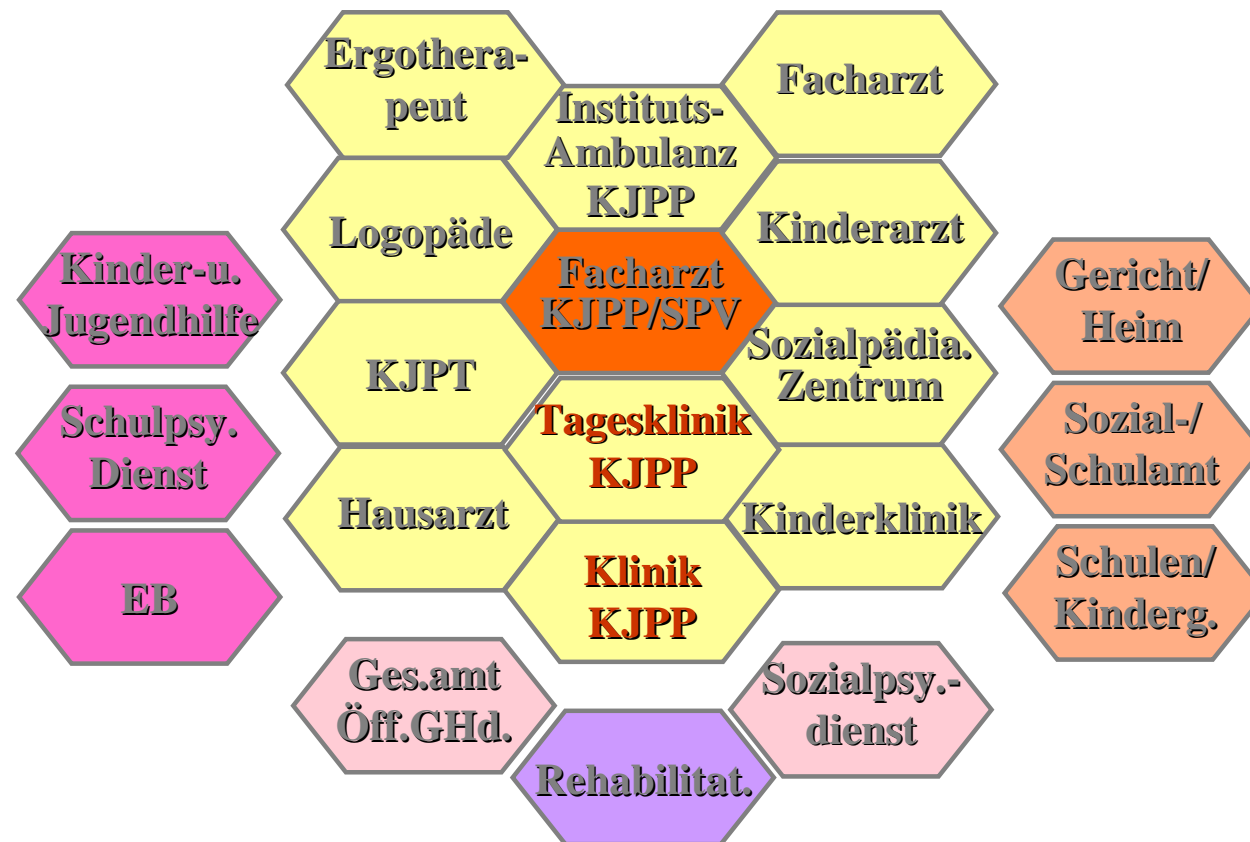 Ergothera-
peut
Facharzt
Instituts-
Ambulanz
KJPP
Logopäde
Kinderarzt
Kinder-u.
Jugendhilfe
Facharzt
KJPP/SPV
Gericht/
Heim
KJPT
Sozialpädia.
Zentrum
Schulpsy.
Dienst
Tagesklinik
KJPP
Sozial-/
Schulamt
Hausarzt
Kinderklinik
EB
Klinik
KJPP
Schulen/
Kinderg.
Ges.amt
Öff.GHd.
Sozialpsy.-
dienst
Rehabilitat.